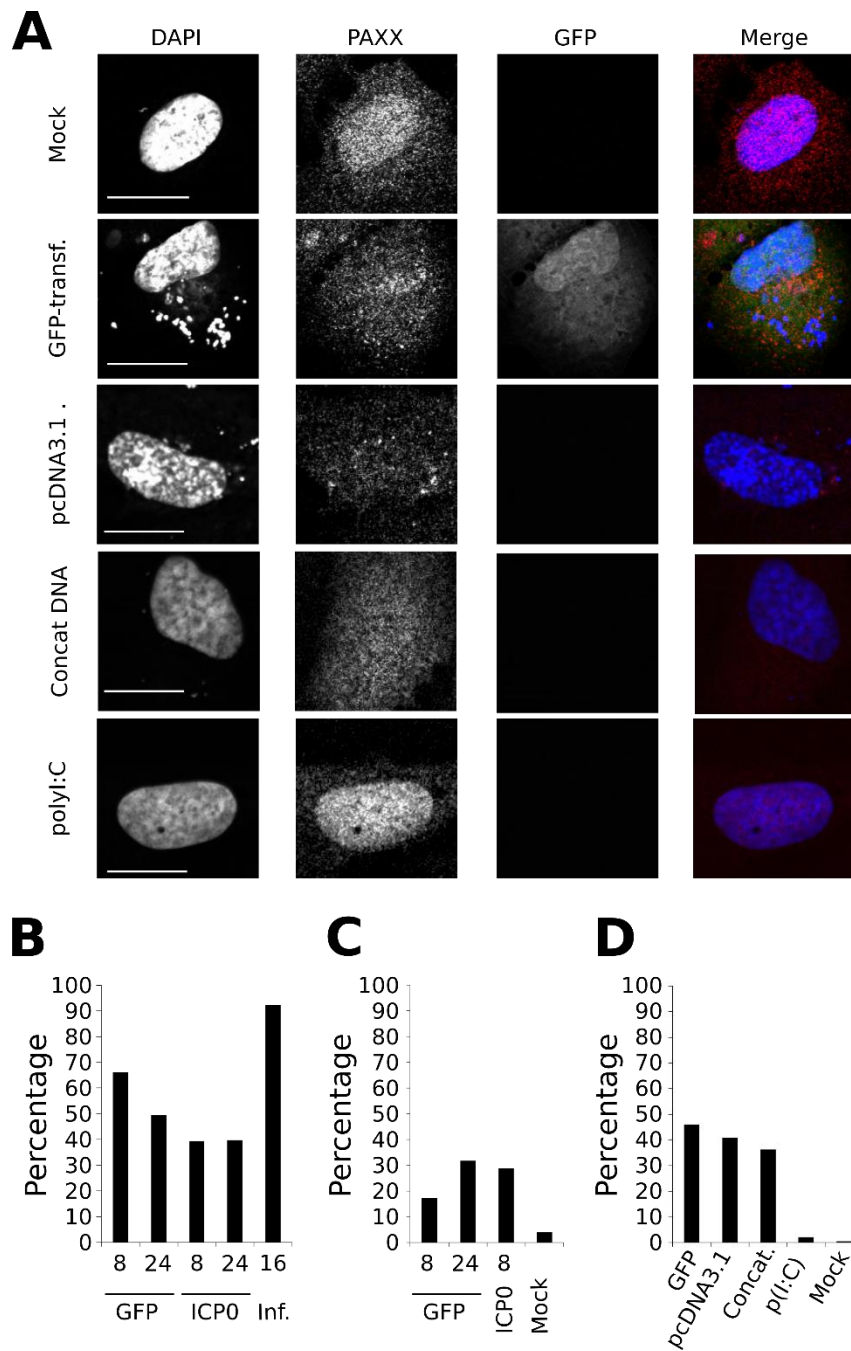 A
DAPI PAXX GFP Merge
Mock
GFP-transf.
pcDNA3.1 .
Concat DNA
polyI:C
B
Percentage
100
90
80
70
60
50
40
30
20
10
0
8 24 8 24 16
GFP ICP0 Inf.
C
Percentage
100
90
80
70
60
50
40
30
20
10
0
8 24 8
GFP ICP0 Mock
D
Percentage
100
90
80
70
60
50
40
30
20
10
0
GFP
pcDNA3.1
Concat.
p(I:C)
Mock